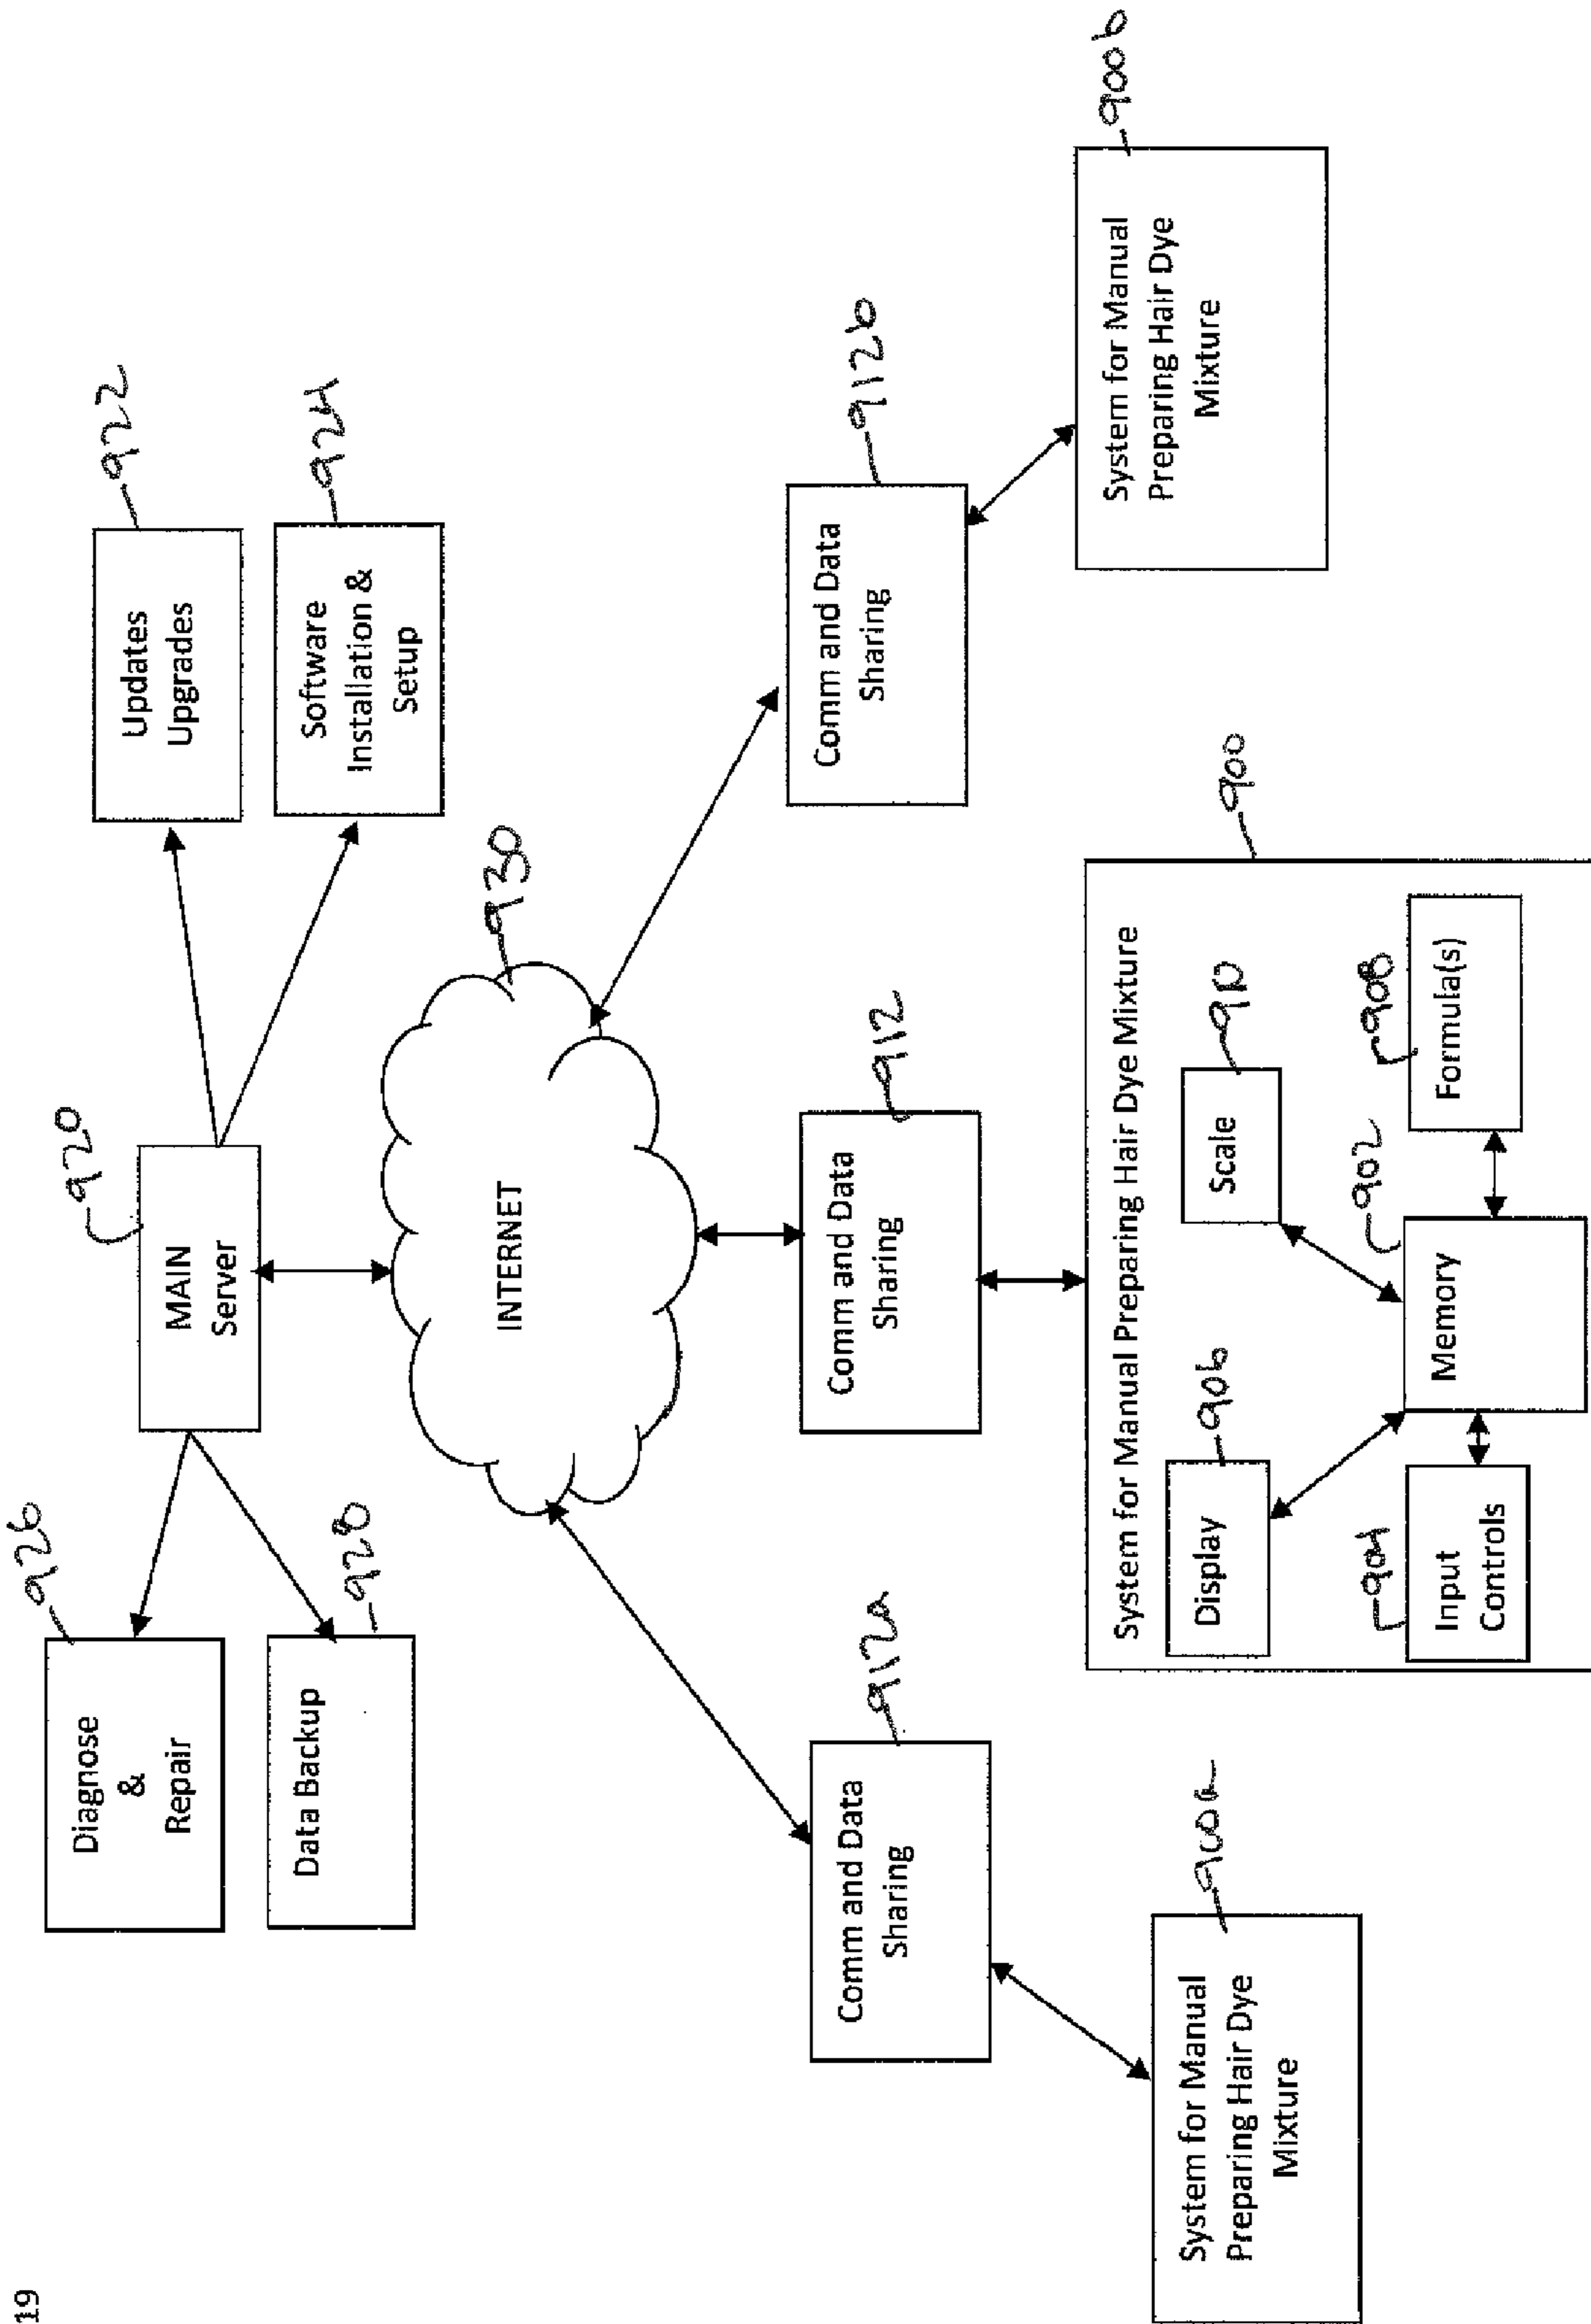 19
926
Diagnose
&
Repair
928
Data Backup
920
MAIN
Server
922
Updates
Upgrades
924
Software
Installation &
Setup
930
INTERNET
912a
Comm and Data
Sharing
912
Comm and Data
Sharing
912b
Comm and Data
Sharing
900a
System for Manual
Preparing Hair Dye
Mixture
900
System for Manual Preparing Hair Dye Mixture
906
Display
910
Scale
904
Input
Controls
902
Memory
908
Formula(s)
900b
System for Manual
Preparing Hair Dye
Mixture